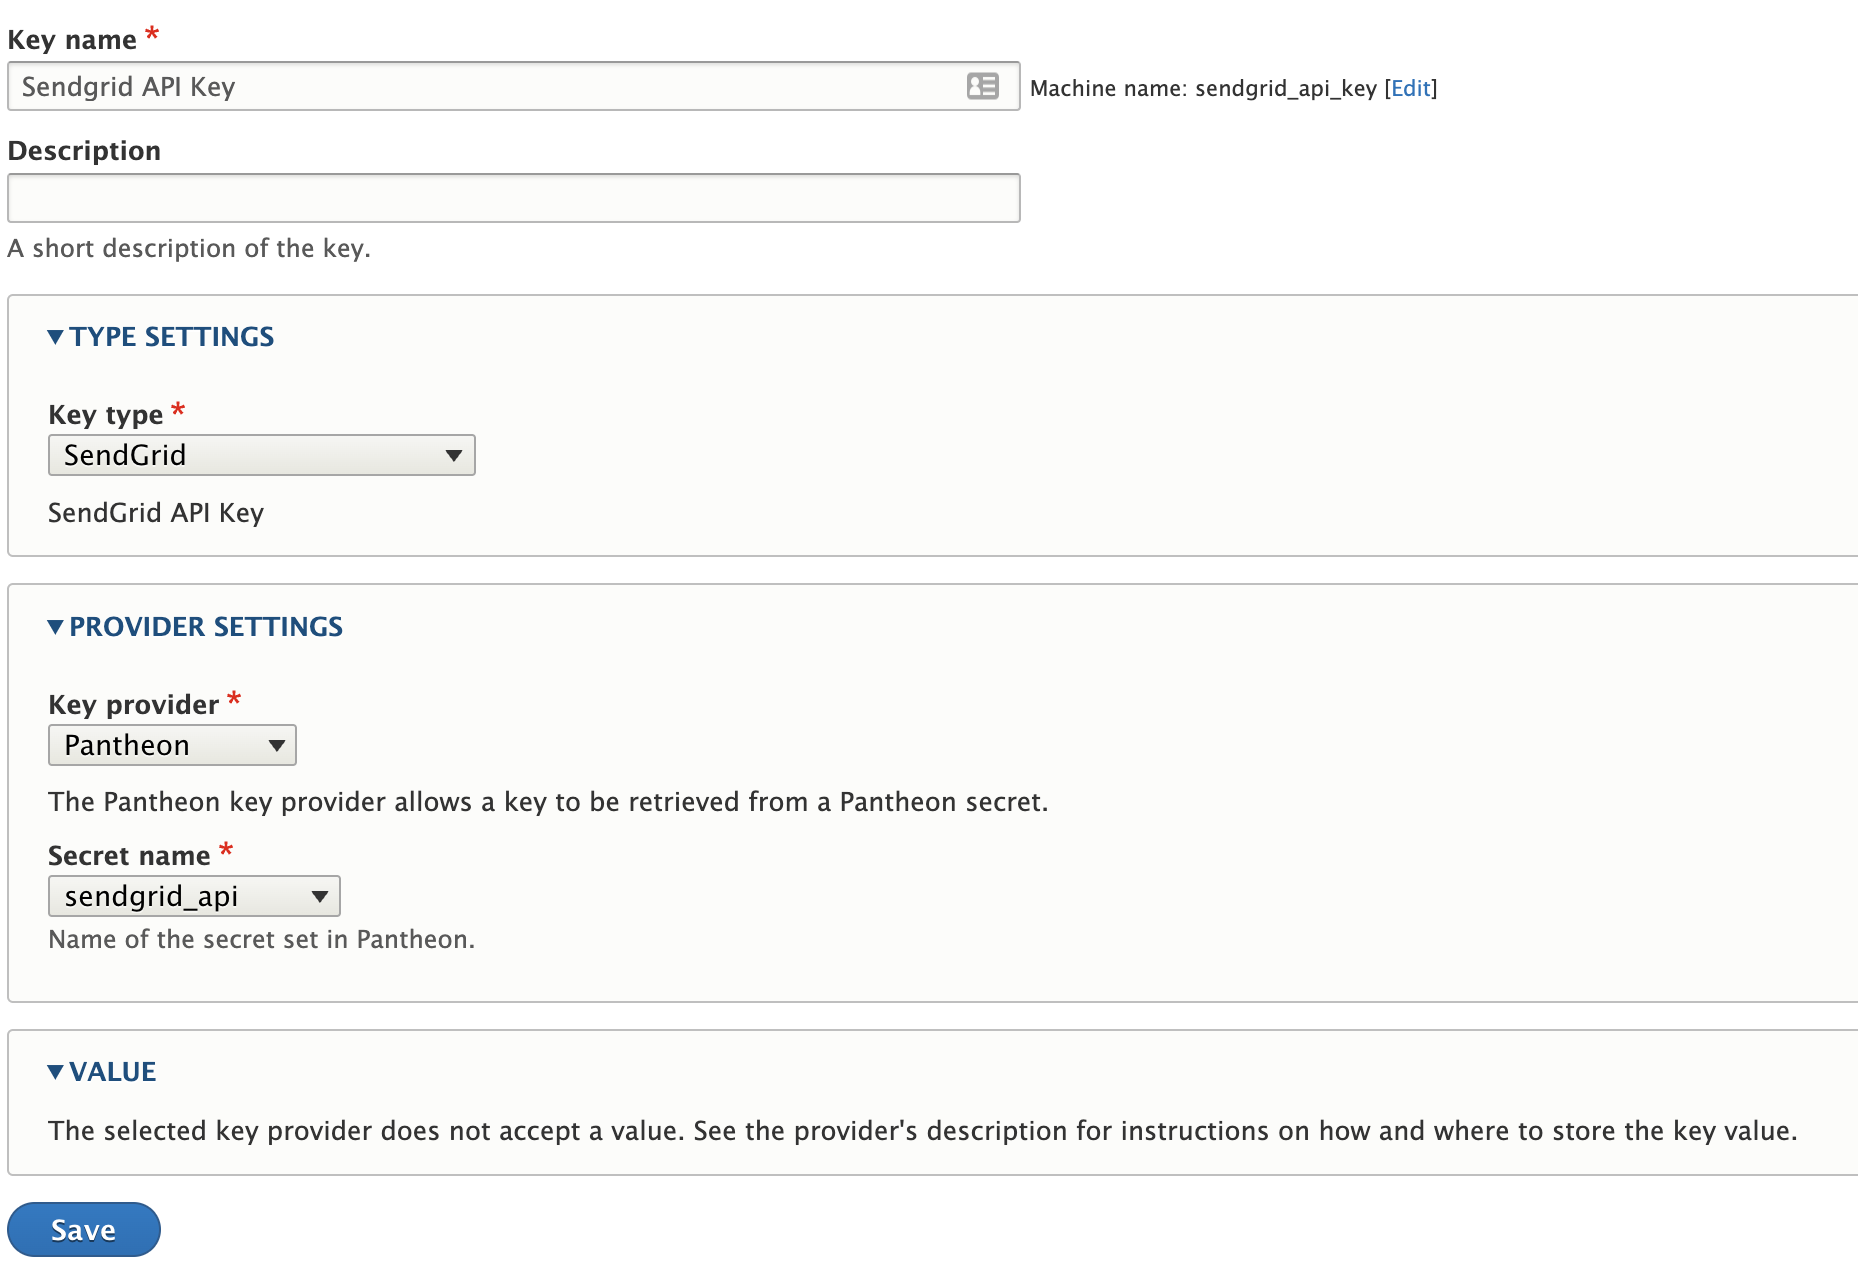 Key name *
Sendgrid API Key
Machine name: sendgrid_api_key [Edit]
Description
A short description of the key.
▼TYPE SETTINGS
Key type *
SendGrid
SendGrid API Key
▼PROVIDER SETTINGS
Key provider *
Pantheon
The Pantheon key provider allows a key to be retrieved from a Pantheon secret.
Secret name *
sendgrid_api
Name of the secret set in Pantheon.
▼VALUE
The selected key provider does not accept a value. See the provider's description for instructions on how and where to store the key value.
Save